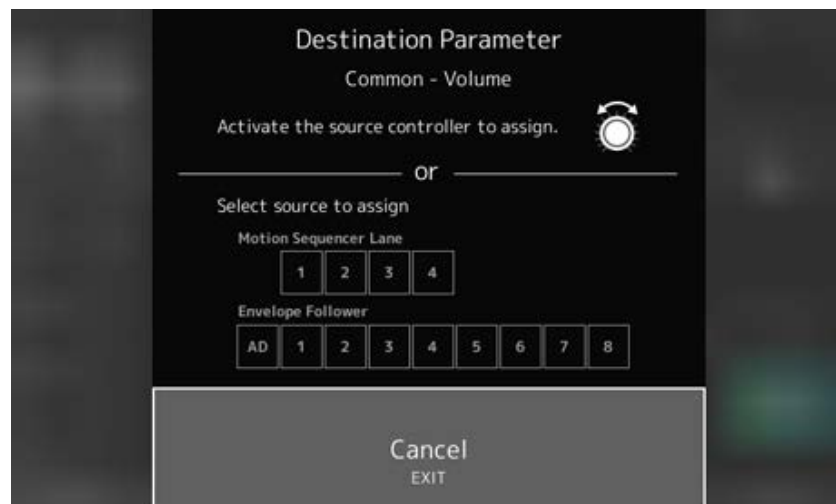 Destination Parameter
Common - Volume
Activate the source controller to assign.
or
Select source to assign
Motion Sequencer Lane
1 2 3 4
Envelope Follower
AD 1 2 3 4 5 6 7 8
Cancel
EXIT